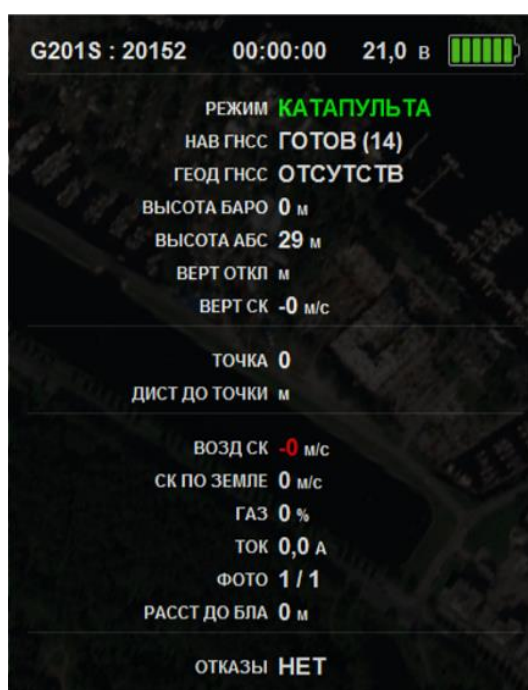 G201S : 20152 00:00:00 21,0 В
РЕЖИМ КАТАПУЛЬТА
НАВ ГНСС ГОТОВ (14)
ГЕОД ГНСС ОТСУТСТВ
ВЫСОТА БАРО 0 м
ВЫСОТА АБС 29 м
ВЕРТ ОТКЛ м
ВЕРТ СК -0 м/с
ТОЧКА 0
ДИСТ ДО ТОЧКИ м
ВОЗД СК -0 м/с
СК ПО ЗЕМЛЕ 0 м/с
ГАЗ 0 %
ТОК 0,0 А
ФОТО 1 / 1
РАССТ ДО БЛА 0 м
ОТКАЗЫ НЕТ